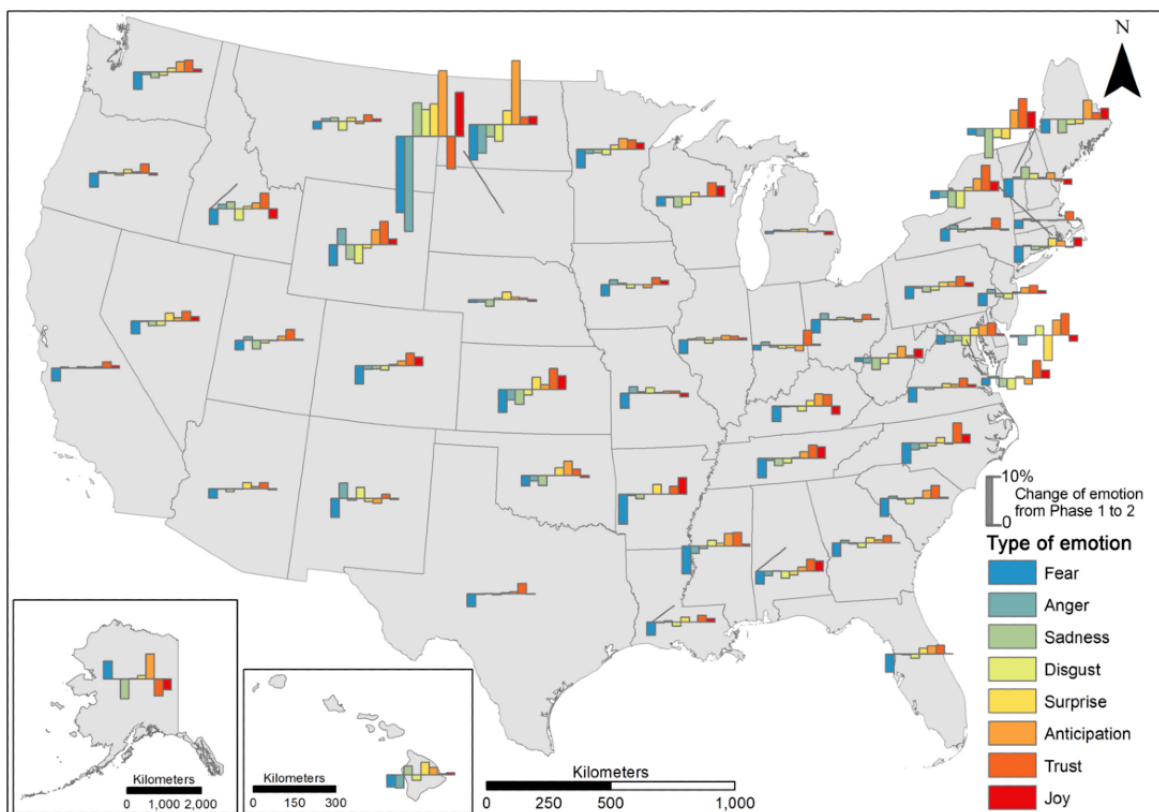 N
10%
Change of emotion
from Phase 1 to 2
0
Type of emotion
Fear
Anger
Sadness
Disgust
Surprise
Anticipation
Trust
Joy
Kilometers
0 1,000 2,000
Kilometers
0 150 300
Kilometers
0 250 500 1,000